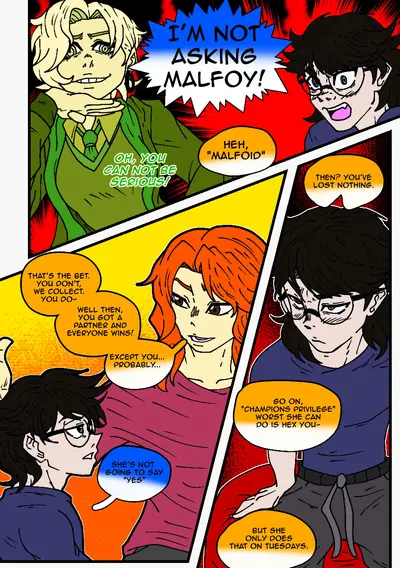 I'M NOT
ASKING
MALFOY!
OH, YOU
CAN NOT BE
SERIOUS!
HEH,
"MALFOID"
THEN? YOU'VE
LOST NOTHING.
THAT'S THE BET.
YOU DON'T,
WE COLLECT.
YOU DO-
WELL THEN,
YOU GOT A
PARTNER AND
EVERYONE WINS!
EXCEPT YOU...
PROBABLY...
SHE'S NOT
GOING TO SAY
"YES"
GO ON,
"CHAMPIONS PRIVILEGE"
WORST SHE CAN
DO IS HEX YOU-
BUT SHE
ONLY DOES
THAT ON TUESDAYS.